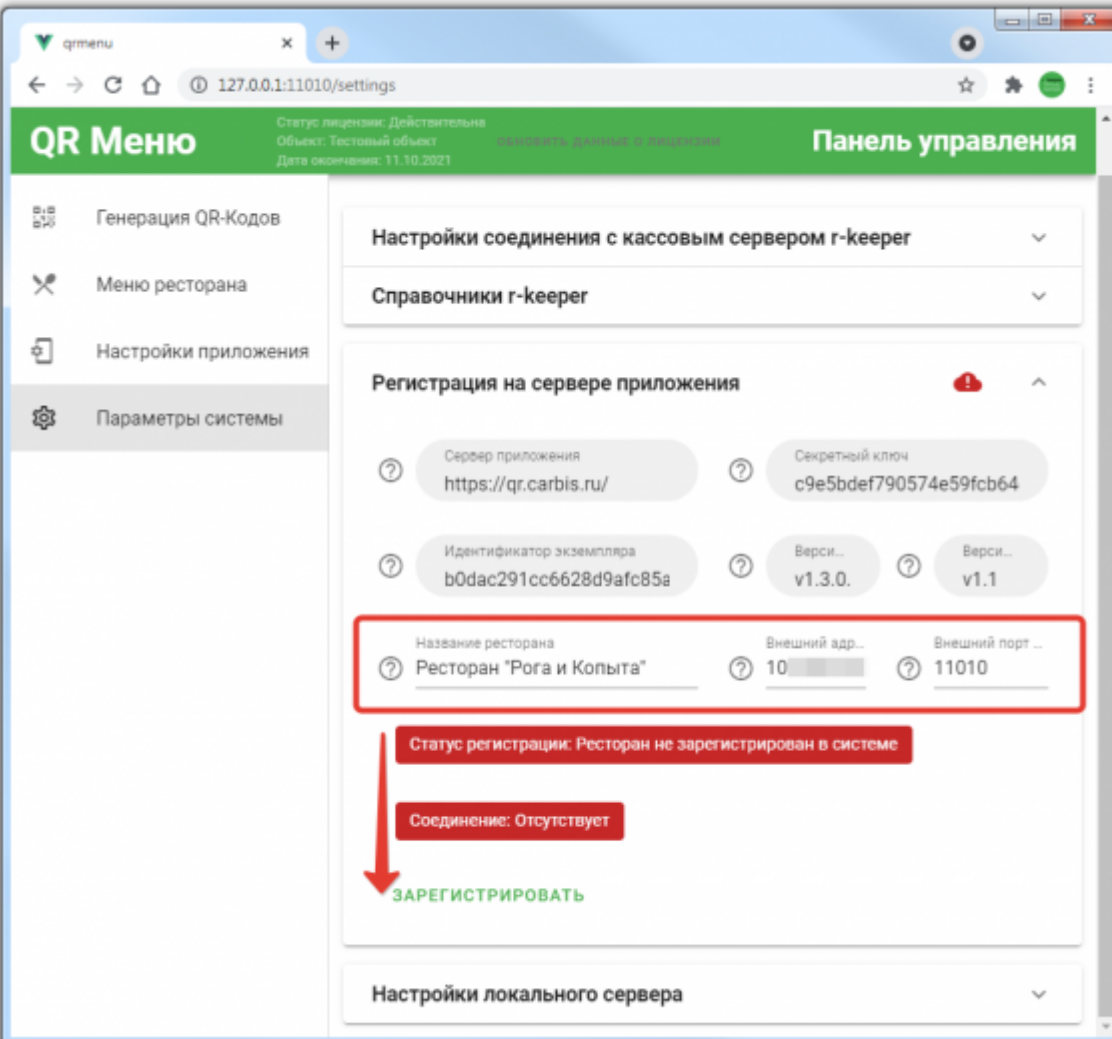 qrmenu
127.0.0.1:11010/settings
QR Меню
Статус лицензии: Действительна
Объект: Тестовый объект
Дата окончания: 11.10.2021
ОБНОВИТЬ ДАННЫЕ О ЛИЦЕНЗИИ
Панель управления
Генерация QR-Кодов
Меню ресторана
Настройки приложения
Параметры системы
Настройки соединения с кассовым сервером r-keeper
Справочники r-keeper
Регистрация на сервере приложения
Сервер приложения
https://qr.carbis.ru/
Секретный ключ
c9e5bdef790574e59fcb64
Идентификатор экземпляра
b0dac291cc6628d9afc85a
Верси...
v1.3.0.
Верси...
v1.1
Название ресторана
Ресторан "Рога и Копыта"
Внешний адр...
10
Внешний порт ...
11010
Статус регистрации: Ресторан не зарегистрирован в системе
Соединение: Отсутствует
ЗАРЕГИСТРИРОВАТЬ
Настройки локального сервера